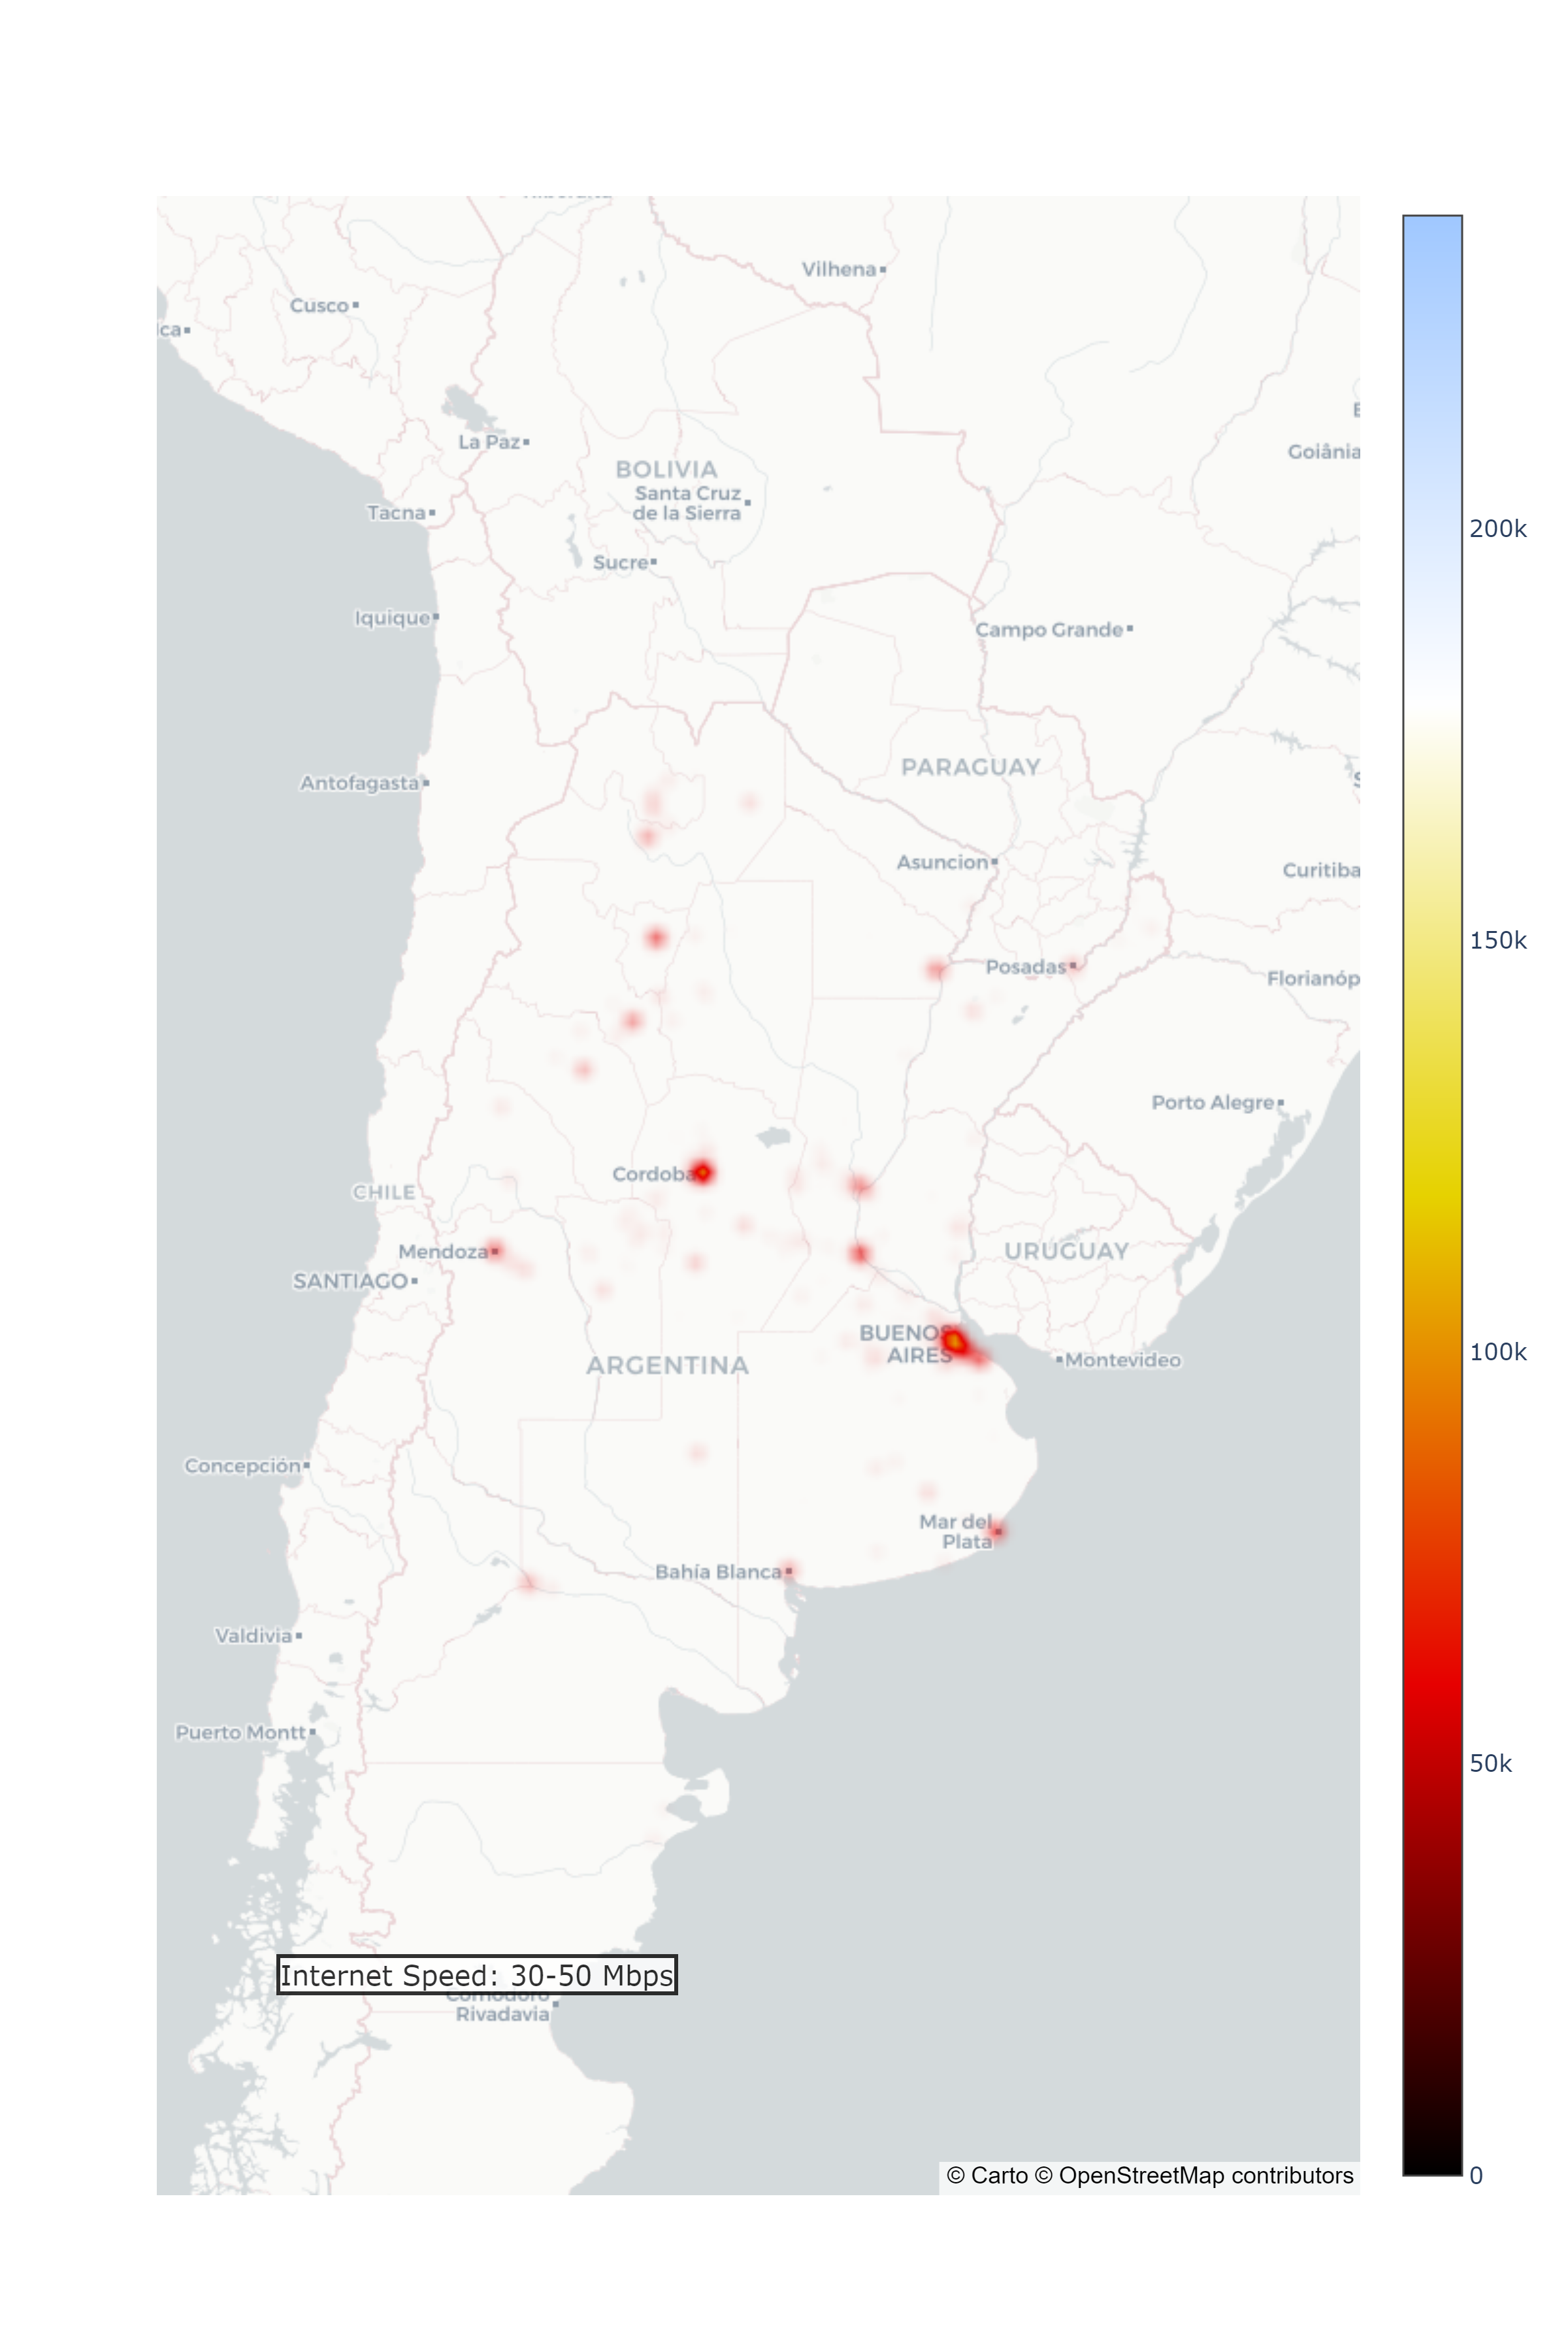 Vilhena
Cusco
ica
La Paz
BOLIVIA
Goiânia
Santa Cruz
de la Sierra
Tacna
200k
Sucre
Iquique
Campo Grande
PARAGUAY
Antofagasta
Asuncion
Curitiba
150k
Posadas
Florianóp
Porto Alegre
Cordoba
CHILE
Mendoza
URUGUAY
SANTIAGO
BUENOS
AIRES
100k
Montevideo
ARGENTINA
Concepción
Mar del
Plata
Bahía Blanca
Valdivia
Puerto Montt
50k
Internet Speed: 30-50 Mbps
Comodoro
Rivadavia
© Carto © OpenStreetMap contributors
0